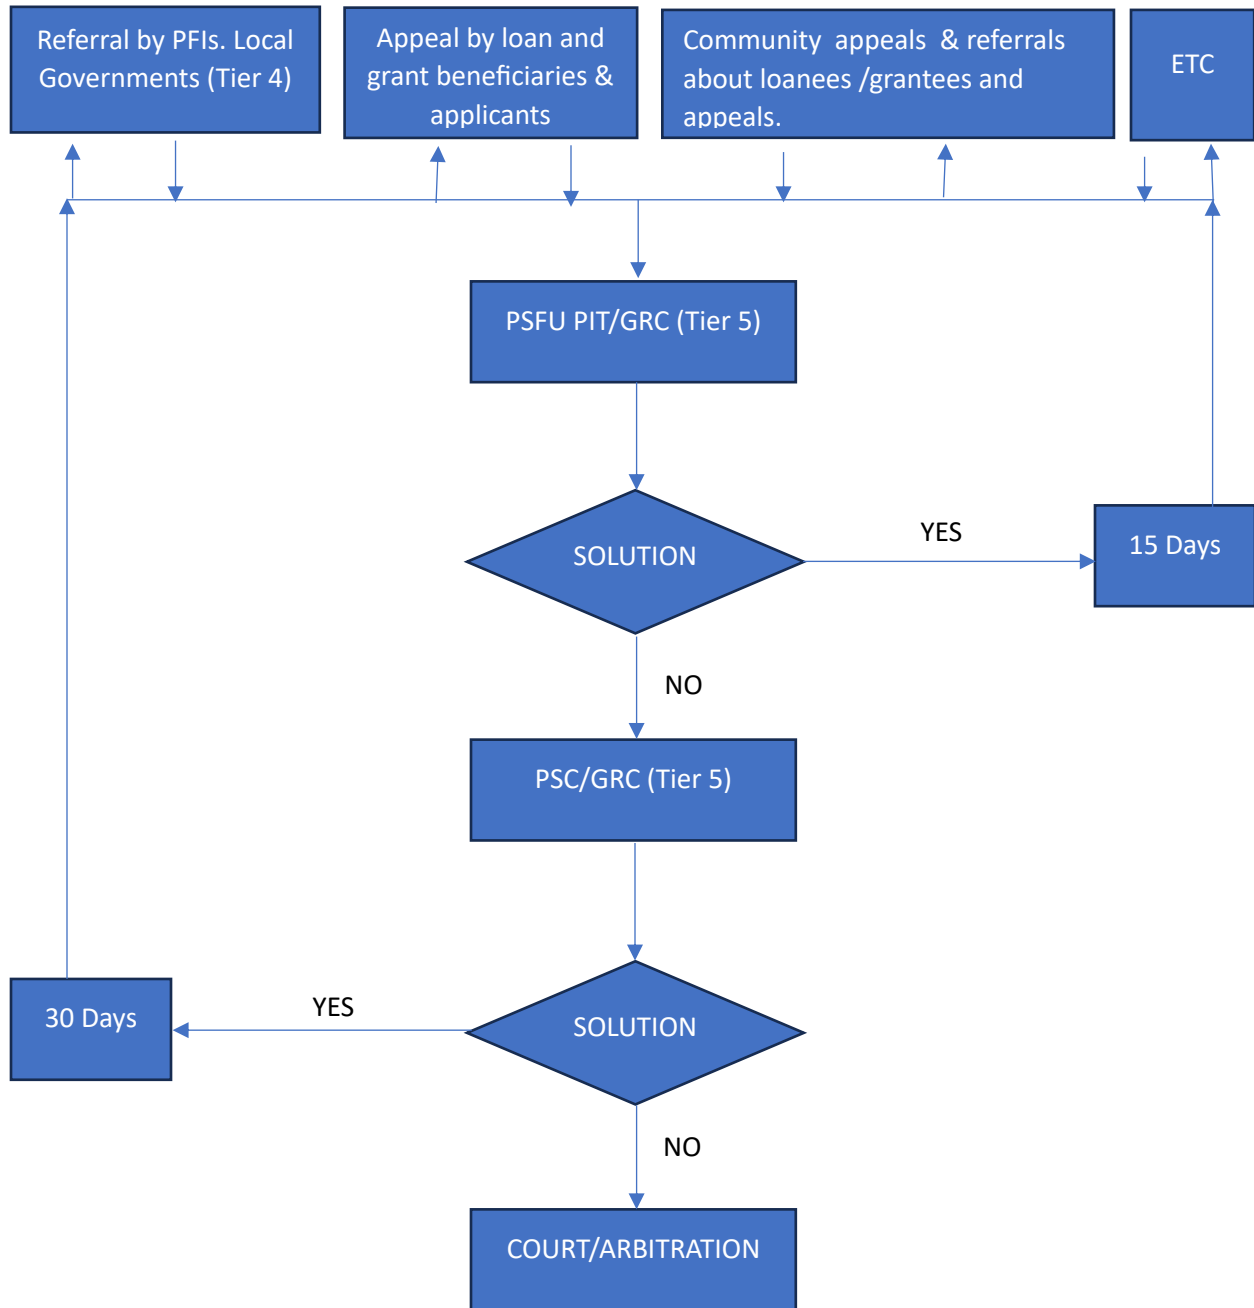 Referral by PFIs. Local
Governments (Tier 4)
Appeal by loan and
grant beneficiaries &
applicants
Community appeals & referrals
about loanees /grantees and
appeals.
ETC
PSFU PIT/GRC (Tier 5)
SOLUTION
YES
15 Days
NO
PSC/GRC (Tier 5)
30 Days
YES
SOLUTION
NO
COURT/ARBITRATION